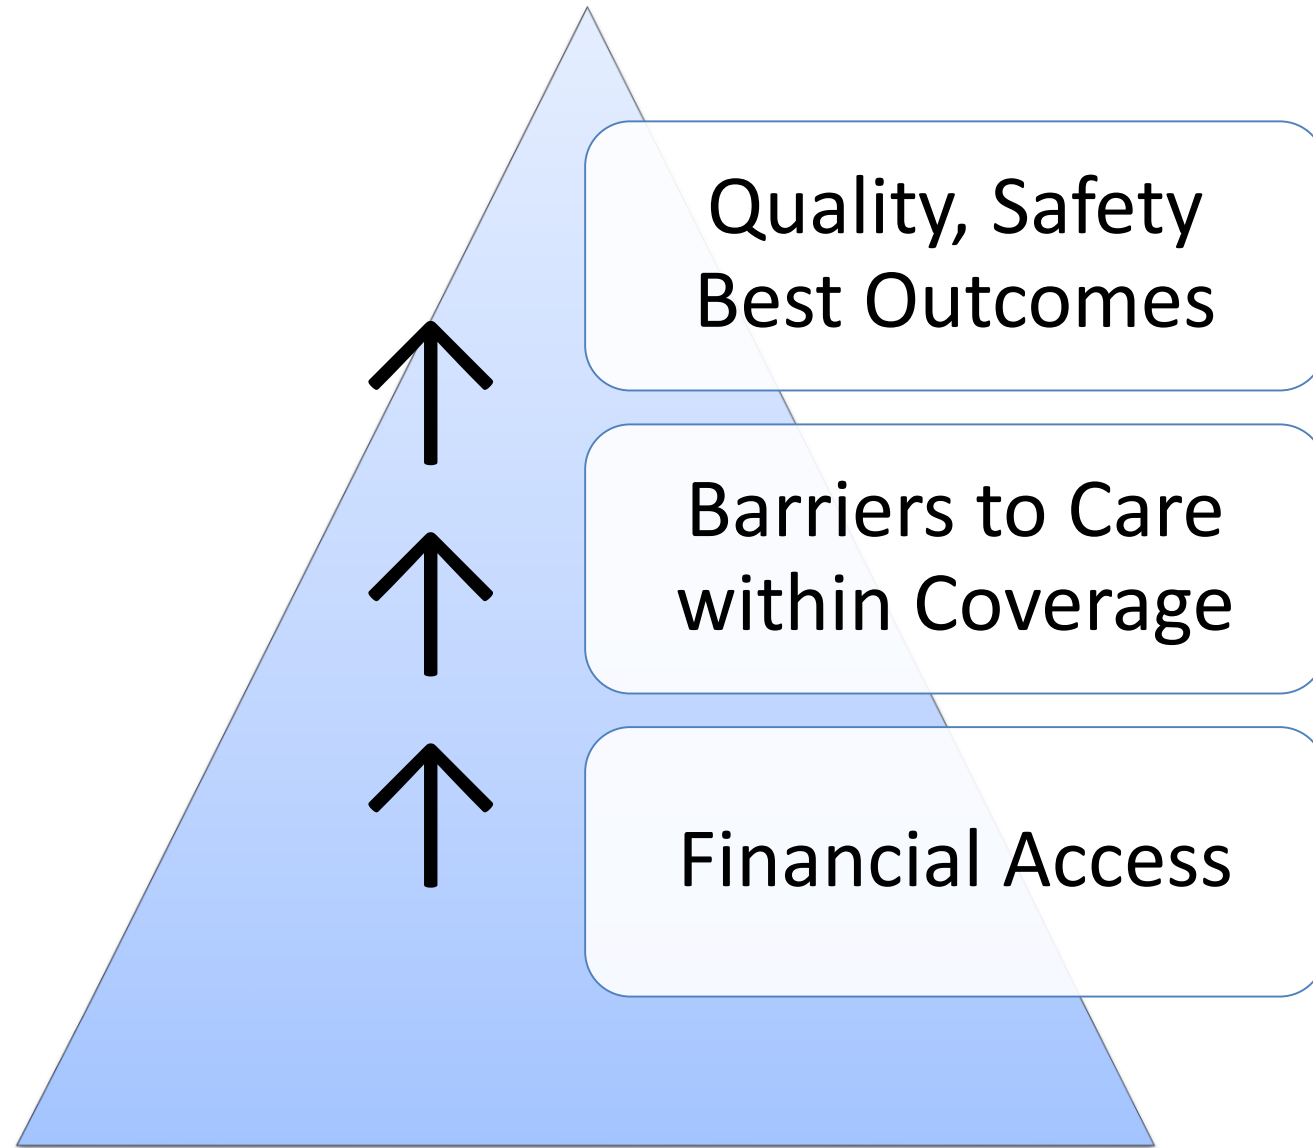 Quality, Safety
Best Outcomes
Barriers to Care
within Coverage
Financial Access